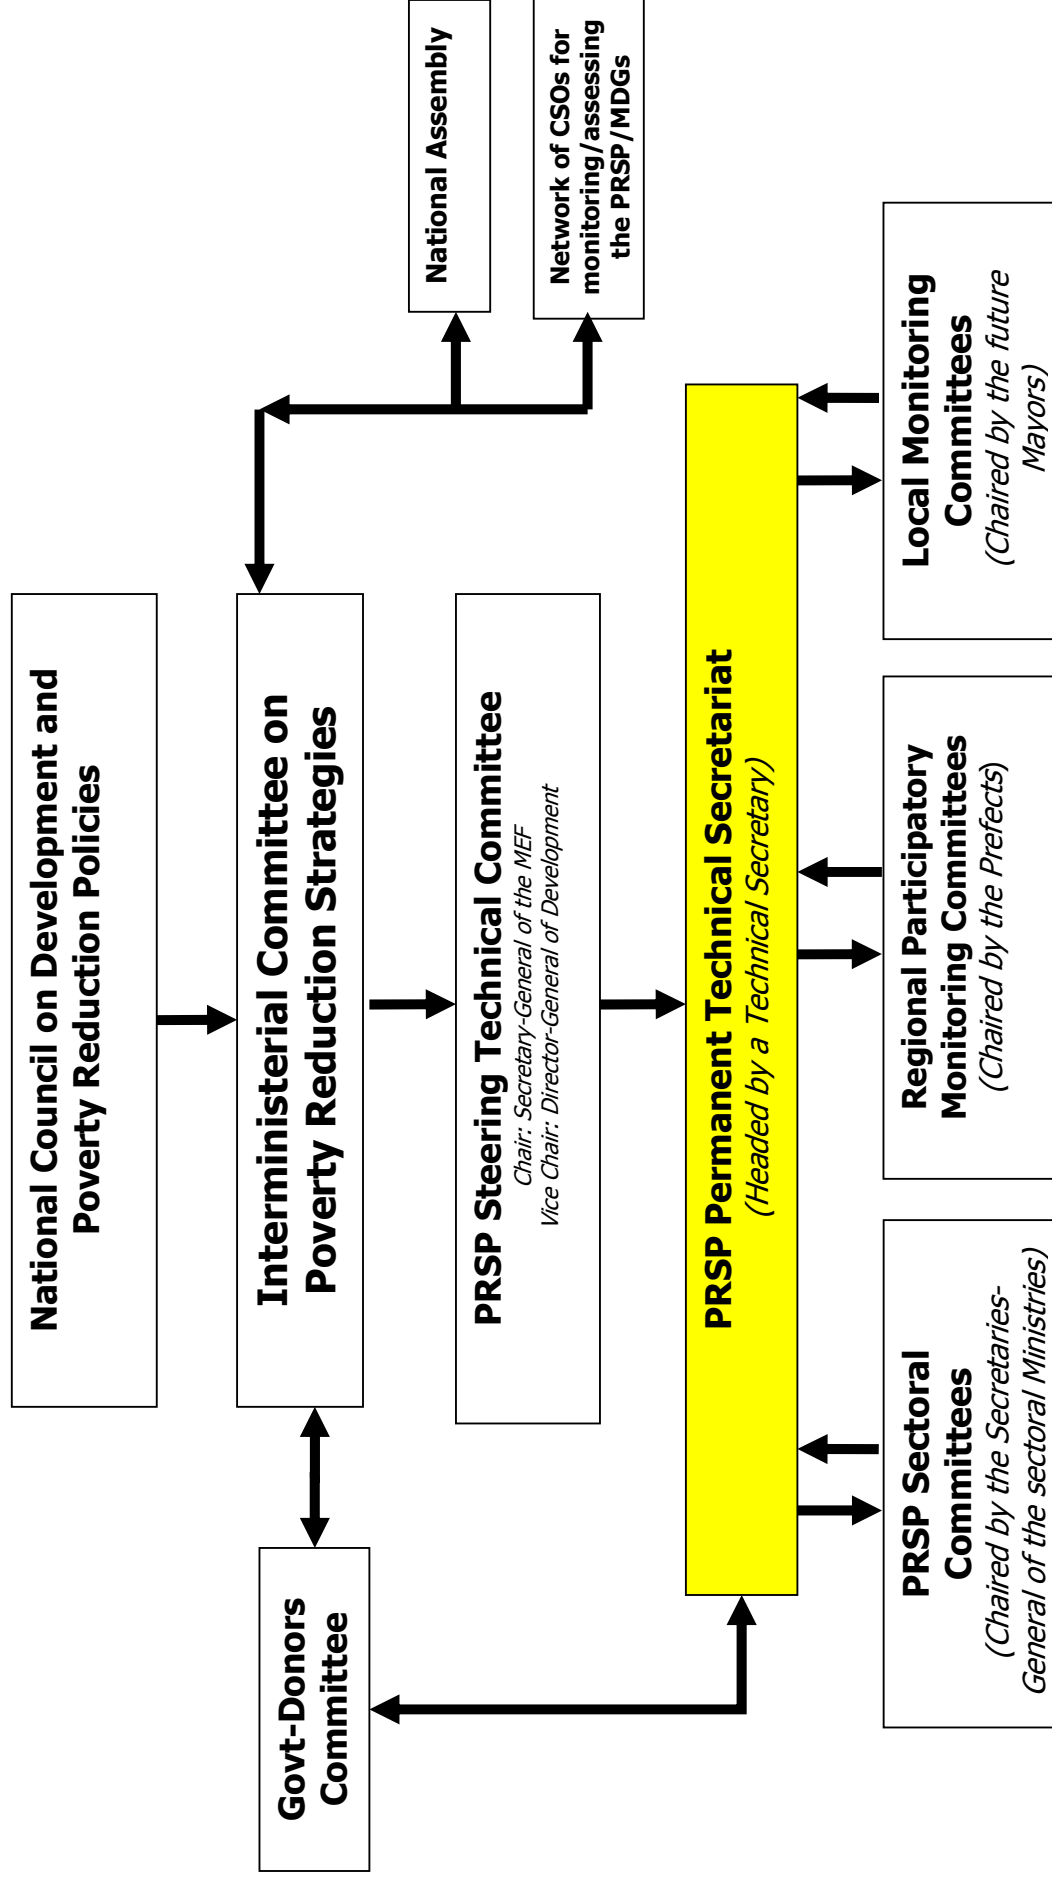 National Council on Development and
Poverty Reduction Policies
Govt-Donors
Committee
Interministerial Committee on
Poverty Reduction Strategies
National Assembly
PRSP Steering Technical Committee
Chair: Secretary-General of the MEF
Vice Chair: Director-General of Development
Network of CSOs for
monitoring/assessing
the PRSP/MDGs
PRSP Permanent Technical Secretariat
(Headed by a Technical Secretary)
PRSP Sectoral
Committees
(Chaired by the Secretaries-
General of the sectoral Ministries)
Regional Participatory
Monitoring Committees
(Chaired by the Prefects)
Local Monitoring
Committees
(Chaired by the future
Mayors)